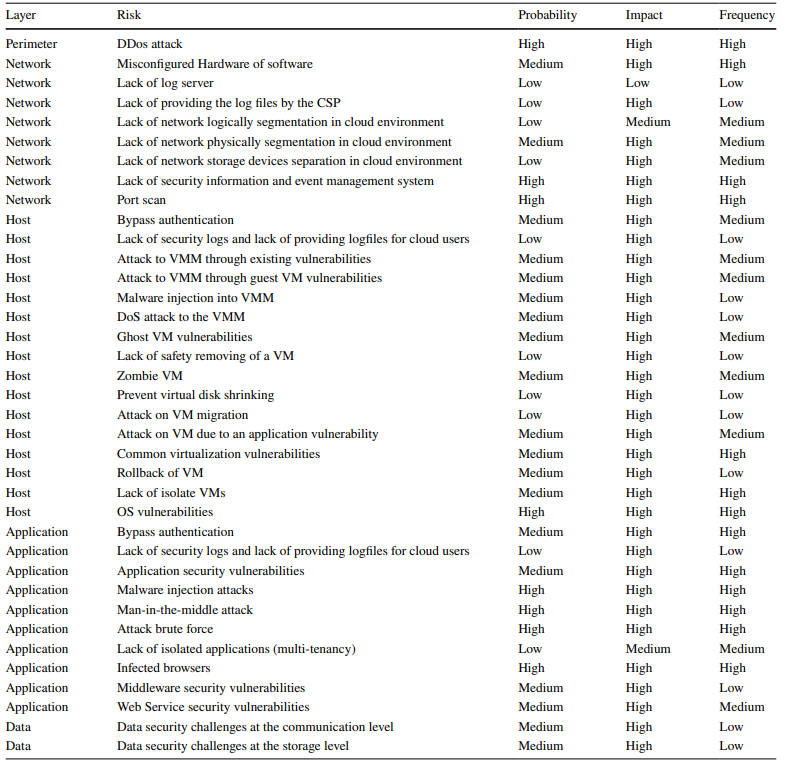 Layer Risk Probability Impact Frequency
Perimeter DDos attack High High High
Network Misconfigured Hardware of software Medium High High
Network Lack of log server Low Low Low
Network Lack of providing the log files by the CSP Low High Low
Network Lack of network logically segmentation in cloud environment Low Medium Medium
Network Lack of network physically segmentation in cloud environment Medium High Medium
Network Lack of network storage devices separation in cloud environment Low High Medium
Network Lack of security information and event management system High High High
Network Port scan High High High
Host Bypass authentication Medium High Medium
Host Lack of security logs and lack of providing logfiles for cloud users Low High Low
Host Attack to VMM through existing vulnerabilities Medium High Medium
Host Attack to VMM through guest VM vulnerabilities Medium High Medium
Host Malware injection into VMM Medium High Low
Host DoS attack to the VMM Medium High Low
Host Ghost VM vulnerabilities Medium High Medium
Host Lack of safety removing of a VM Low High Low
Host Zombie VM Medium High Medium
Host Prevent virtual disk shrinking Low High Low
Host Attack on VM migration Low High Low
Host Attack on VM due to an application vulnerability Medium High Medium
Host Common virtualization vulnerabilities Medium High High
Host Rollback of VM Medium High Low
Host Lack of isolate VMs Medium High High
Host OS vulnerabilities High High High
Application Bypass authentication Medium High High
Application Lack of security logs and lack of providing logfiles for cloud users Low High Low
Application Application security vulnerabilities Medium High High
Application Malware injection attacks High High High
Application Man-in-the-middle attack High High High
Application Attack brute force High High High
Application Lack of isolated applications (multi-tenancy) Low Medium Medium
Application Infected browsers High High High
Application Middleware security vulnerabilities Medium High Low
Application Web Service security vulnerabilities Medium High Medium
Data Data security challenges at the communication level Medium High Low
Data Data security challenges at the storage level Medium High Low